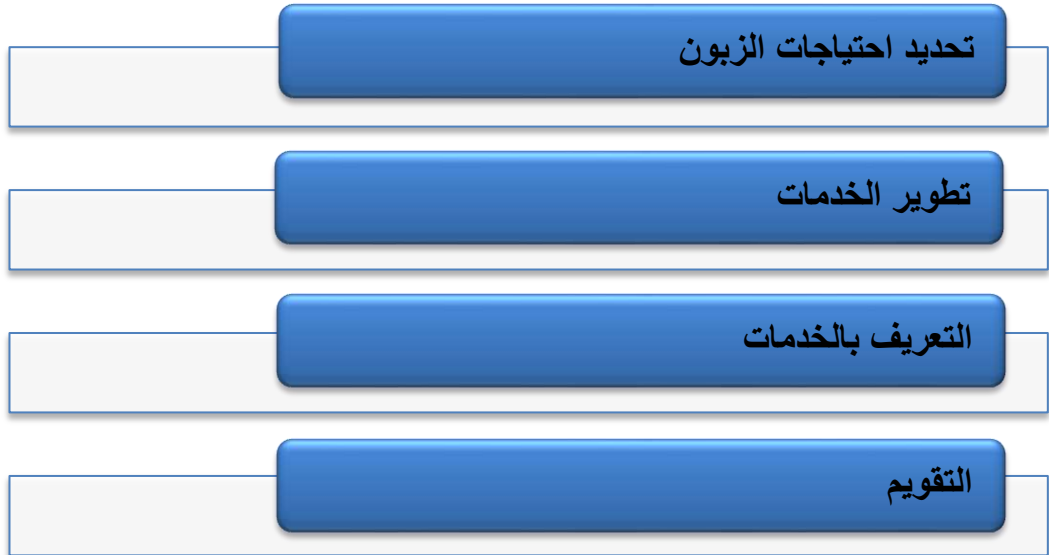 تحديد احتياجات الزبون
تطوير الخدمات
التعريف بالخدمات
التقويم